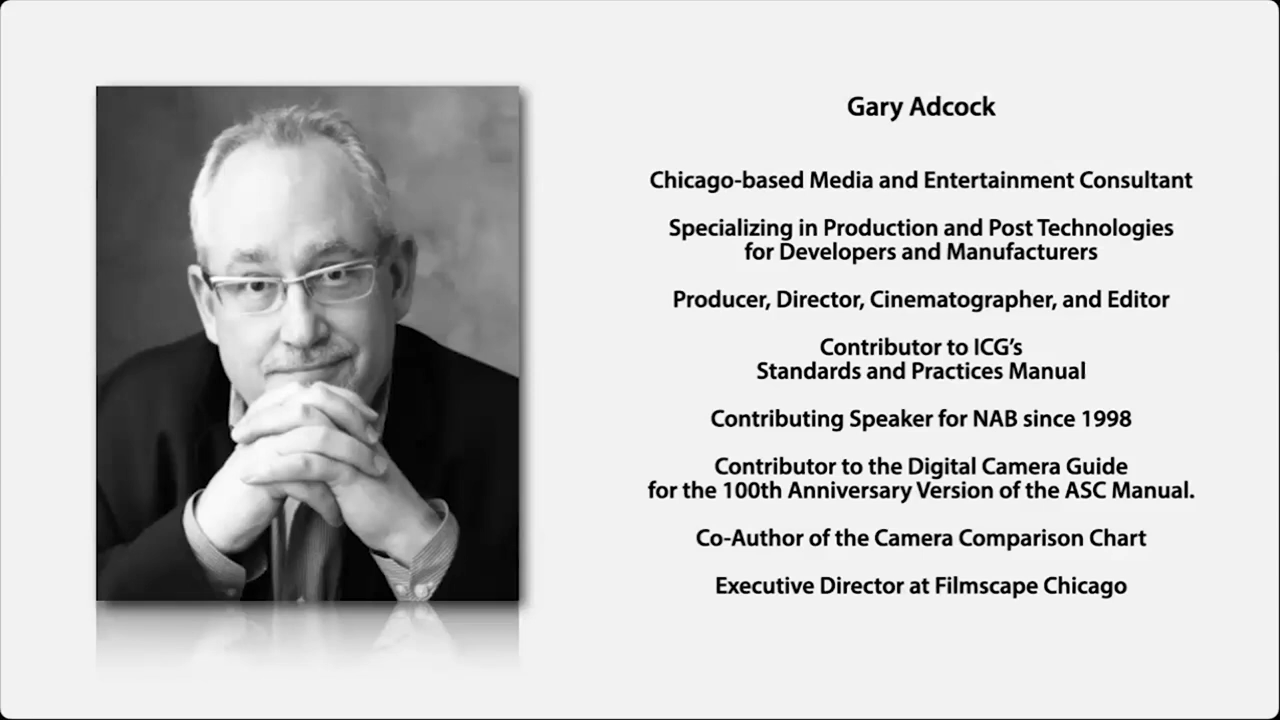 Gary Adcock
Chicago-based Media and Entertainment Consultant
Specializing in Production and Post Technologies
for Developers and Manufacturers
Producer, Director, Cinematographer, and Editor
Contributor to ICG’s
Standards and Practices Manual
Contributing Speaker for NAB since 1998
Contributor to the Digital Camera Guide
for the 100th Anniversary Version of the ASC Manual.
Co-Author of the Camera Comparison Chart
Executive Director at Filmscape Chicago